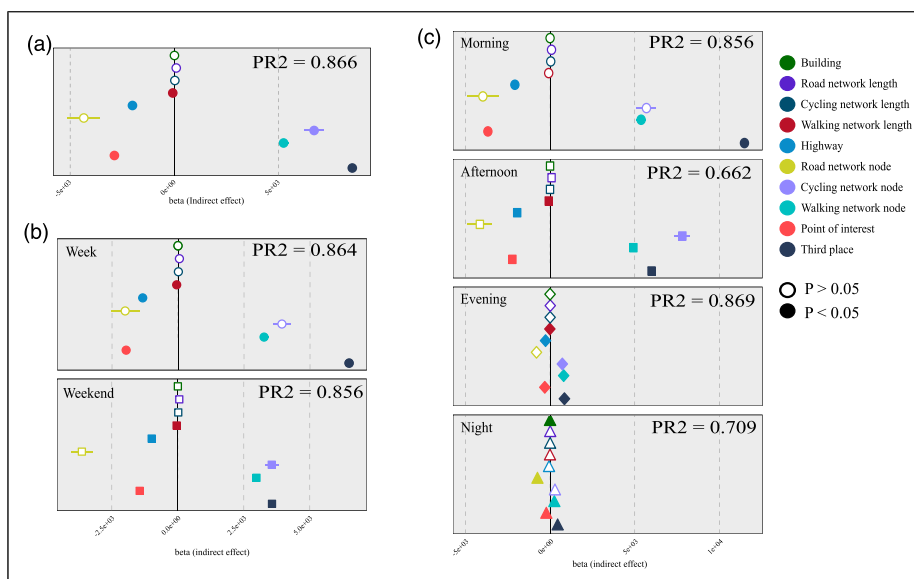 (a)
PR2 = 0.866
-5e+03
0e+00
5e+03
beta (Indirect effect)
(b)
Week
PR2 = 0.864
Weekend
PR2 = 0.856
-2.5e+03
0.0e+00
2.5e+03
5.0e+03
beta (indirect effect)
(c)
Morning
PR2 = 0.856
Afternoon
PR2 = 0.662
Evening
PR2 = 0.869
Night
PR2 = 0.709
-5e+03
0e+00
5e+03
1e+04
beta (indirect effect)
Building
Road network length
Cycling network length
Walking network length
Highway
Road network node
Cycling network node
Walking network node
Point of interest
Third place
P > 0.05
P < 0.05